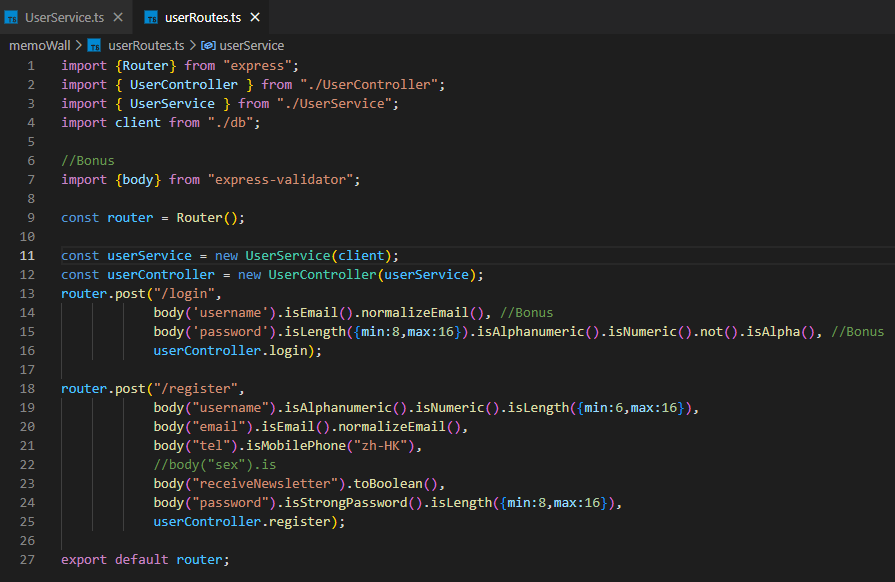 UserService.ts ✕ userRoutes.ts ✕
memoWall > userRoutes.ts > userService
1 import {Router} from "express";
2 import { UserController } from "./UserController";
3 import { UserService } from "./UserService";
4 import client from "./db";
5
6 //Bonus
7 import {body} from "express-validator";
8
9 const router = Router();
10
11 const userService = new UserService(client);
12 const userController = new UserController(userService);
13 router.post("/login",
14 body('username').isEmail().normalizeEmail(), //Bonus
15 body('password').isLength({min:8,max:16}).isAlphanumeric().isNumeric().not().isAlpha(), //Bonus
16 userController.login);
17
18 router.post("/register",
19 body("username").isAlphanumeric().isNumeric().isLength({min:6,max:16}),
20 body("email").isEmail().normalizeEmail(),
21 body("tel").isMobilePhone("zh-HK"),
22 //body("sex").is
23 body("receiveNewsletter").toBoolean(),
24 body("password").isStrongPassword().isLength({min:8,max:16}),
25 userController.register);
26
27 export default router;